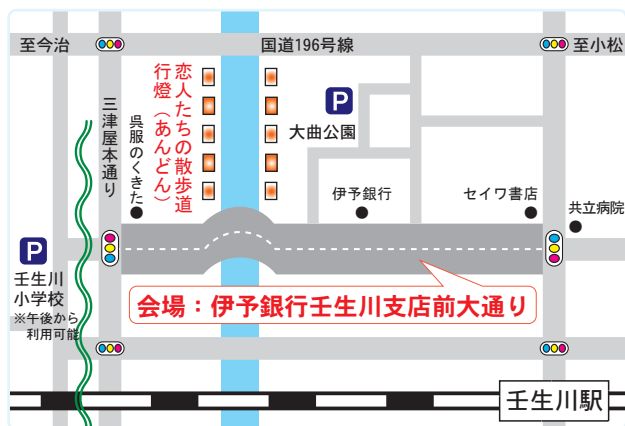 至今治
国道196号線
至小松
三津屋本通り
呉服のくきた
恋人たちの散歩道
行燈（あんどん）
P
大曲公園
伊予銀行
セイワ書店
共立病院
P
壬生川
小学校
※午後から
利用可能
会場：伊予銀行壬生川支店前大通り
壬生川駅